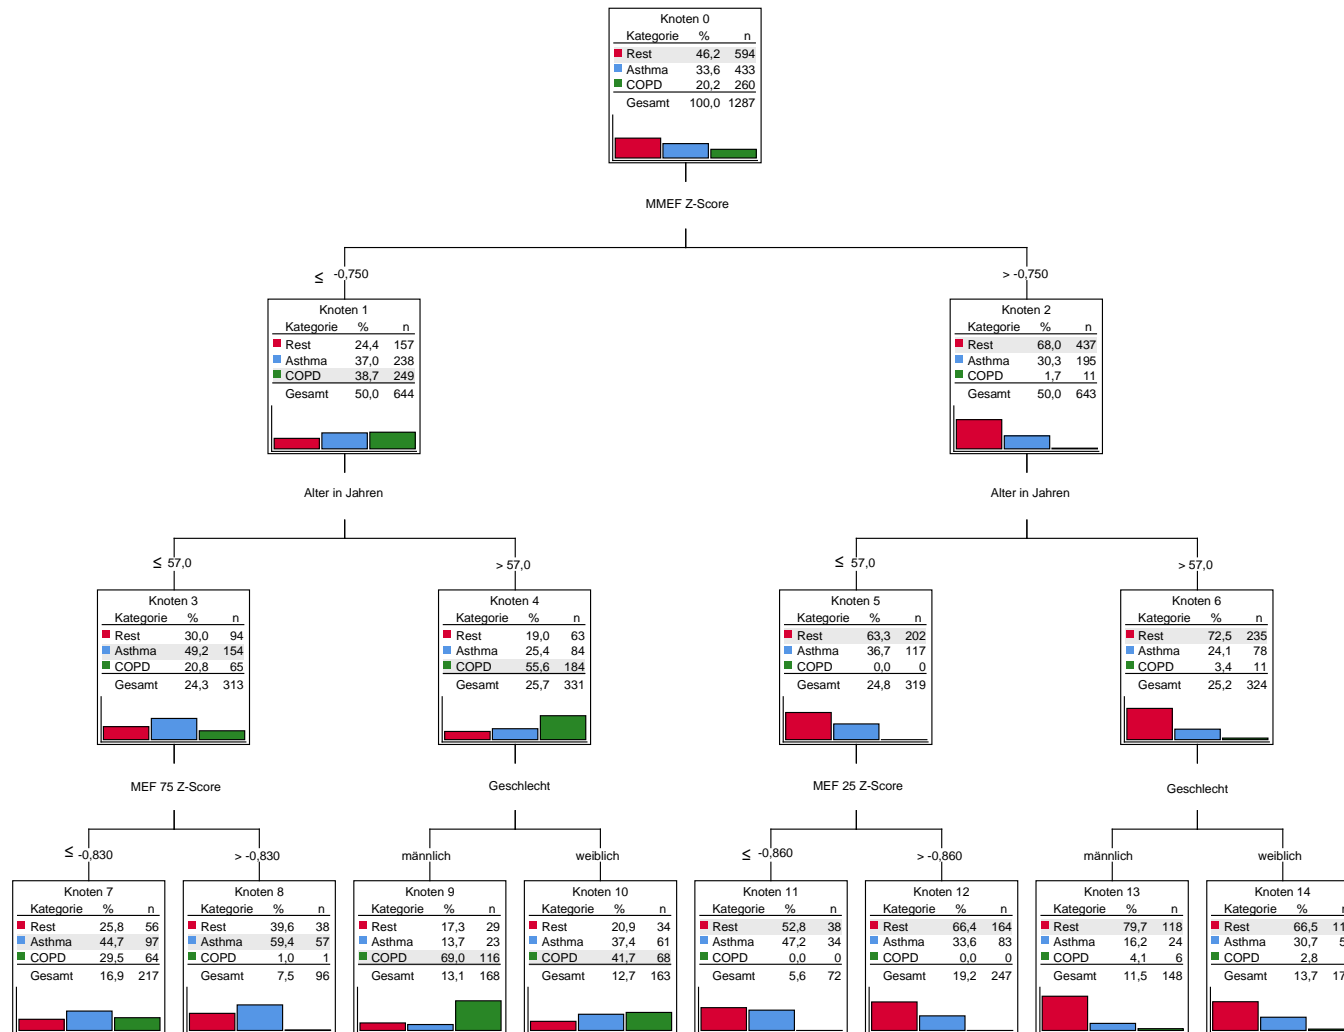 Knoten 0
Kategorie % n
Rest 46,2 594
Asthma 33,6 433
COPD 20,2 260
Gesamt 100,0 1287
MMEF Z-Score
≤ -0,750
> -0,750
Knoten 1
Kategorie % n
Rest 24,4 157
Asthma 37,0 238
COPD 38,7 249
Gesamt 50,0 644
Knoten 2
Kategorie % n
Rest 68,0 437
Asthma 30,3 195
COPD 1,7 11
Gesamt 50,0 643
Alter in Jahren
Alter in Jahren
≤ 57,0
> 57,0
≤ 57,0
> 57,0
Knoten 3
Kategorie % n
Rest 30,0 94
Asthma 49,2 154
COPD 20,8 65
Gesamt 24,3 313
Knoten 4
Kategorie % n
Rest 19,0 63
Asthma 25,4 84
COPD 55,6 184
Gesamt 25,7 331
Knoten 5
Kategorie % n
Rest 63,3 202
Asthma 36,7 117
COPD 0,0 0
Gesamt 24,8 319
Knoten 6
Kategorie % n
Rest 72,5 235
Asthma 24,1 78
COPD 3,4 11
Gesamt 25,2 324
MEF 75 Z-Score
Geschlecht
MEF 25 Z-Score
Geschlecht
≤ -0,830
> -0,830
männlich
weiblich
≤ -0,860
> -0,860
männlich
weiblich
Knoten 7
Kategorie % n
Rest 25,8 56
Asthma 44,7 97
COPD 29,5 64
Gesamt 16,9 217
Knoten 8
Kategorie % n
Rest 39,6 38
Asthma 59,4 57
COPD 1,0 1
Gesamt 7,5 96
Knoten 9
Kategorie % n
Rest 17,3 29
Asthma 13,7 23
COPD 69,0 116
Gesamt 13,1 168
Knoten 10
Kategorie % n
Rest 20,9 34
Asthma 37,4 61
COPD 41,7 68
Gesamt 12,7 163
Knoten 11
Kategorie % n
Rest 52,8 38
Asthma 47,2 34
COPD 0,0 0
Gesamt 5,6 72
Knoten 12
Kategorie % n
Rest 66,4 164
Asthma 33,6 83
COPD 0,0 0
Gesamt 19,2 247
Knoten 13
Kategorie % n
Rest 79,7 118
Asthma 16,2 24
COPD 4,1 6
Gesamt 11,5 148
Knoten 14
Kategorie % n
Rest 66,5
Asthma 30,7
COPD 2,8
Gesamt 13,7